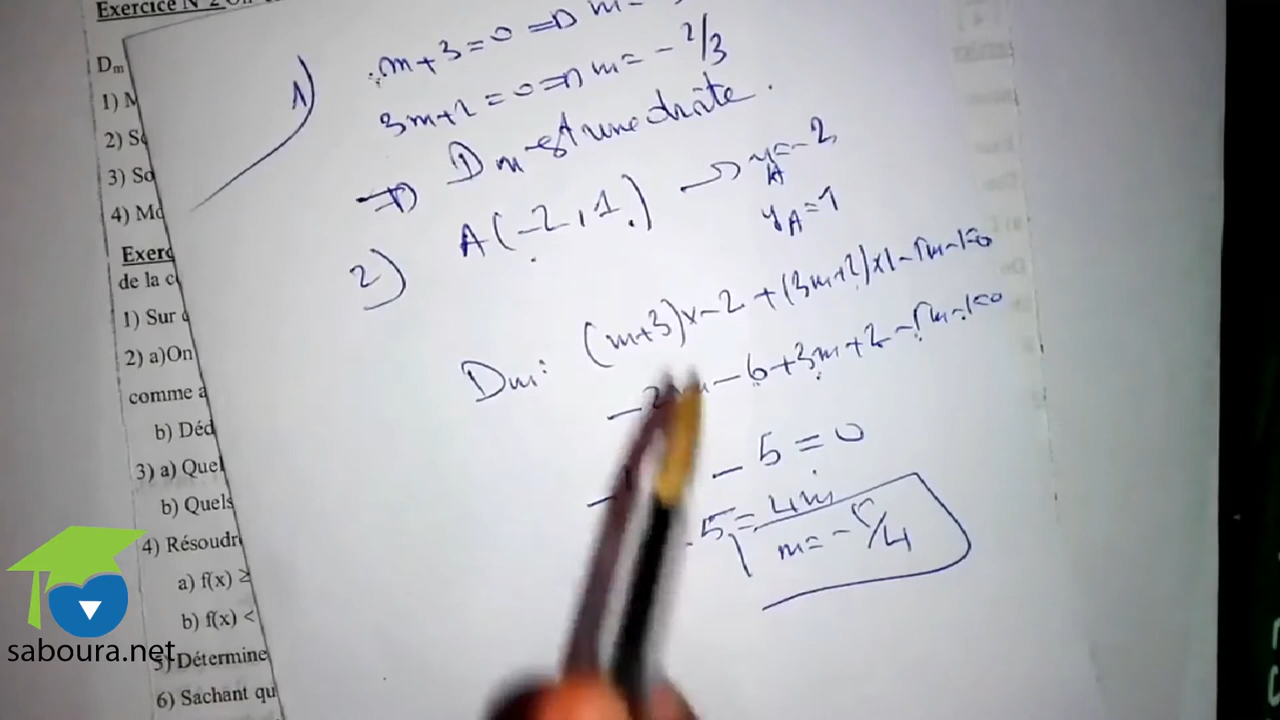 Exercice N°2
Dm
1) m+3=0 ⇒ m=
1)
3m+2=0 ⇒ m= -2/3
2)
⇒ Dm est une droite.
3) So
4) Mo
2) A(-2,1) → x_A=-2
y_A=1
Exerc
de la c
1) Sur
Dm: (m+3)x-2+(3m+2)x1-5m-1=0
2) a)On
-2m-6+3m+2-5m-1=0
comme a
b) Déd
- 5=0
3) a) Quel
b) Quels
5=4m
m=-5/4
4) Résoudr
a) f(x) ≥
b) f(x) <
saboura.net
5) Détermine
6) Sachant qu